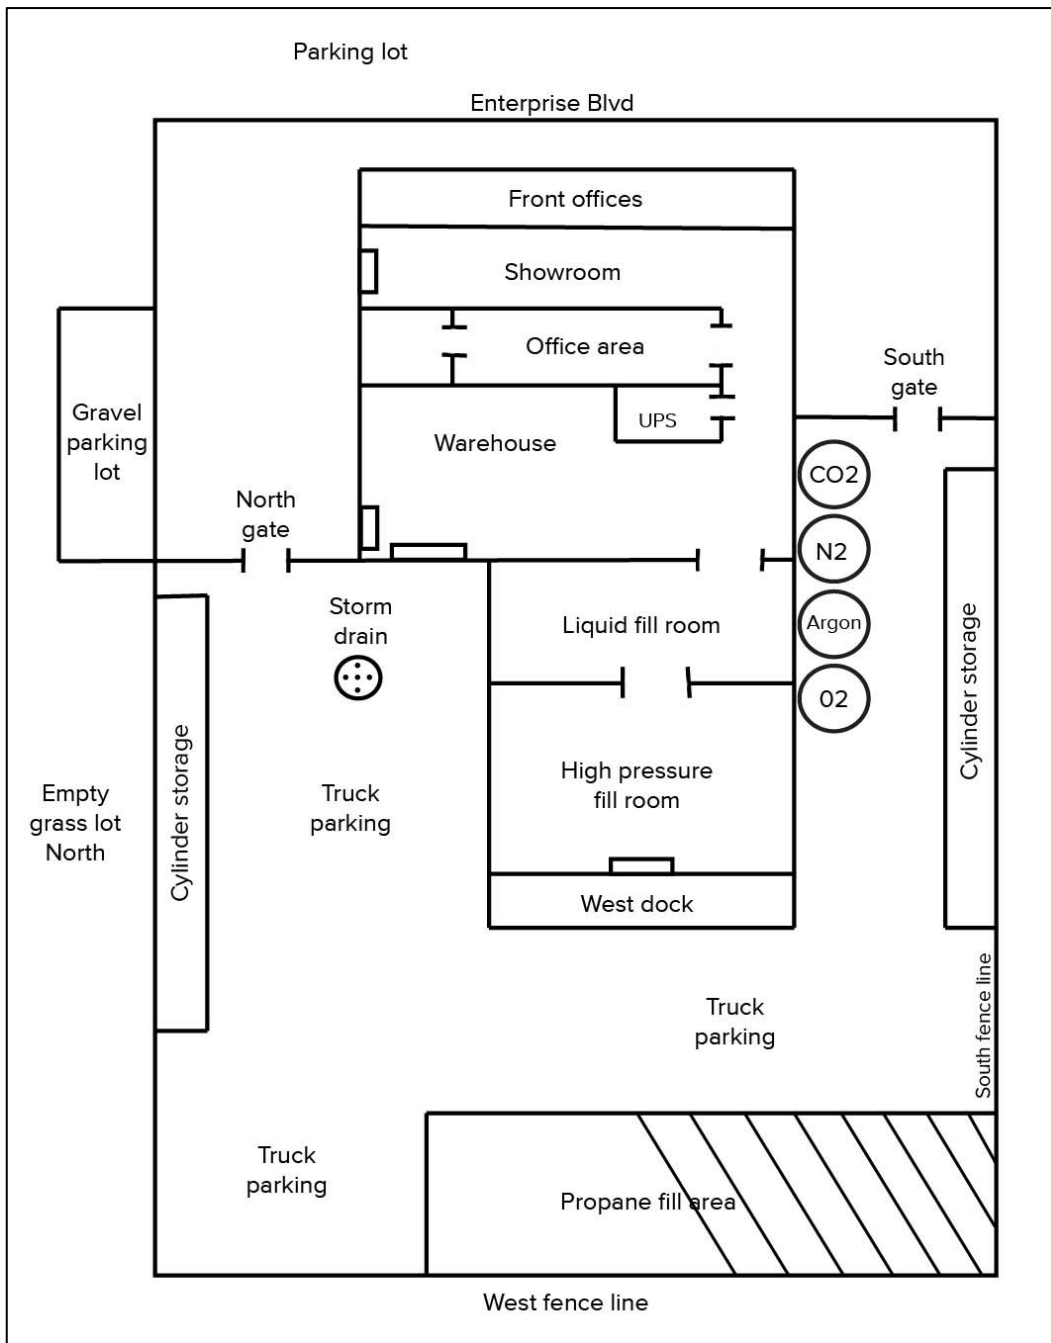 Parking lot
Enterprise Blvd
Front offices
Showroom
Office area
South
gate
UPS
Gravel
parking
lot
Warehouse
CO2
North
gate
N2
Storm
drain
Liquid fill room
Argon
02
Cylinder storage
Cylinder storage
High pressure
fill room
Truck
parking
Empty
grass lot
North
West dock
South fence line
Truck
parking
Truck
parking
Propane fill area
West fence line